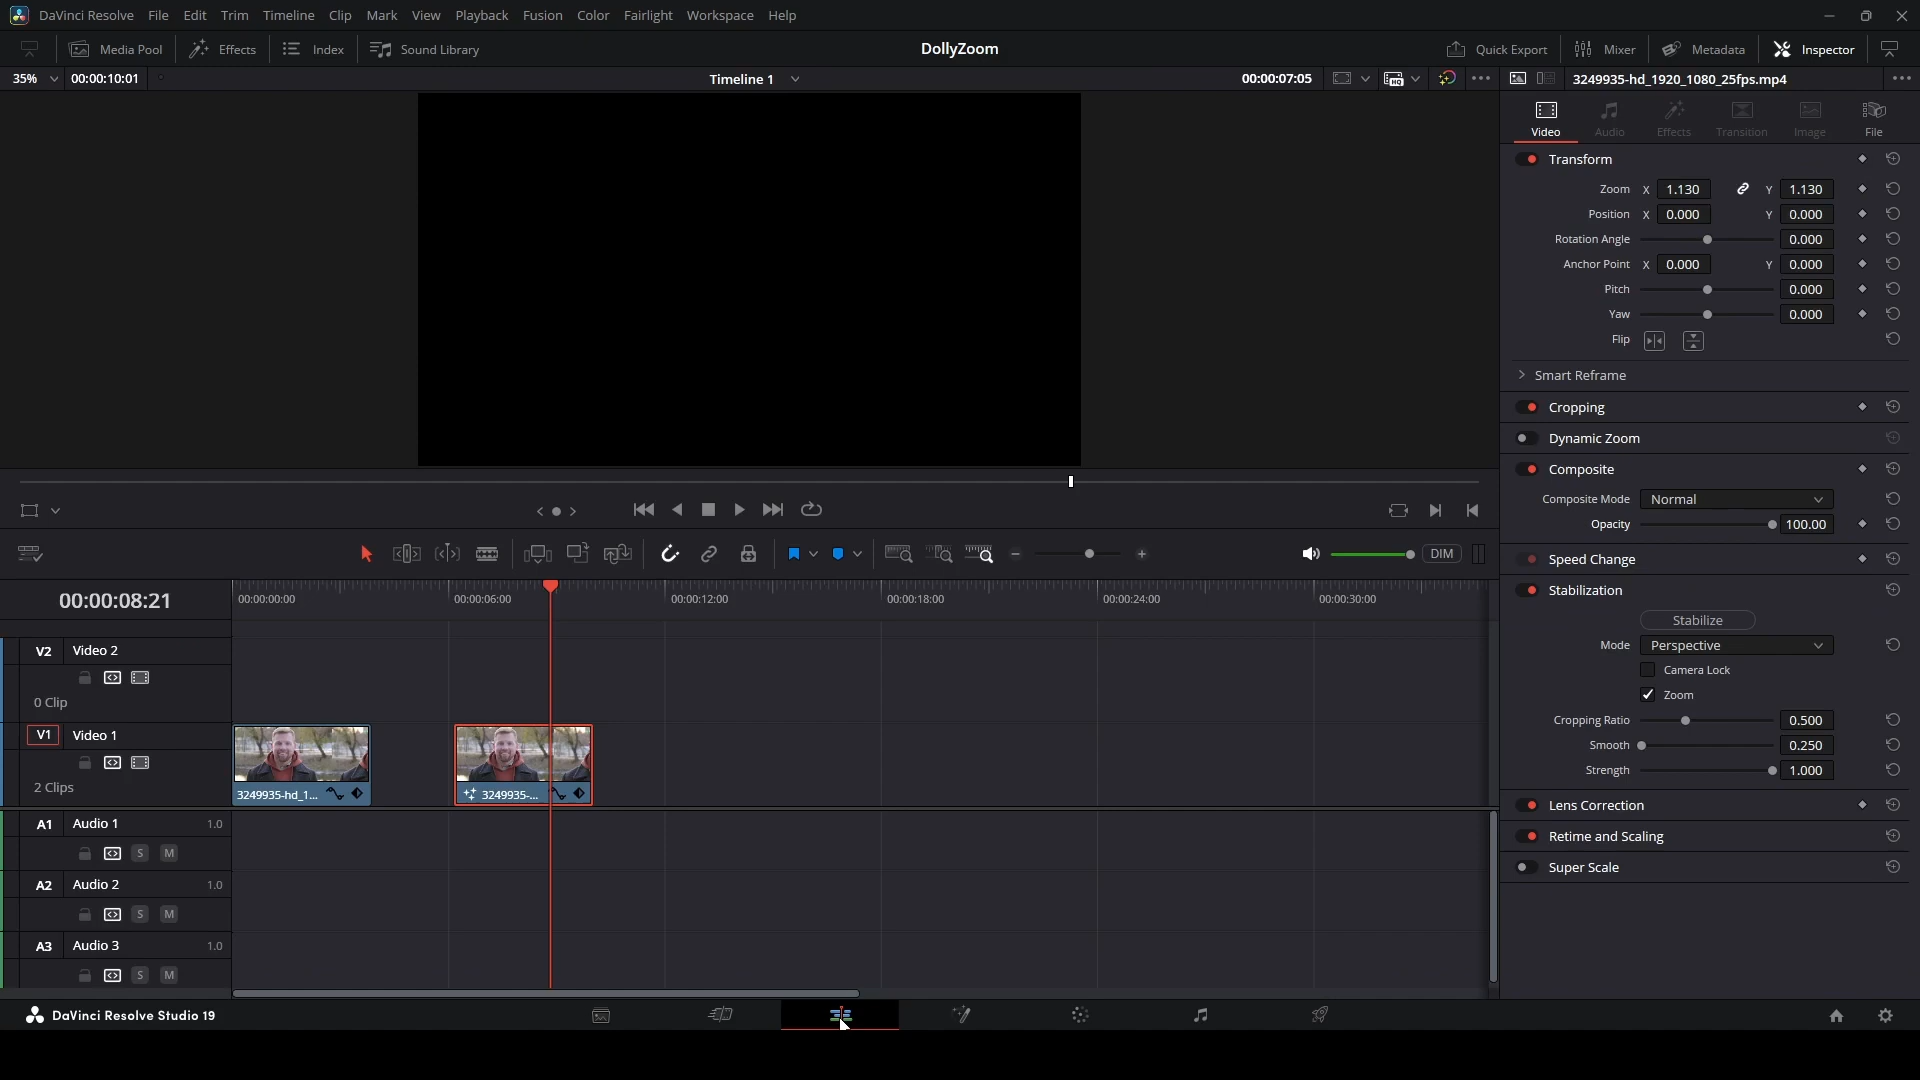 DaVinci Resolve File Edit Trim Timeline Clip Mark View Playback Fusion Color Fairlight Workspace Help
Media Pool Effects Index Sound Library DollyZoom Quick Export Mixer Metadata Inspector
35% 00:00:10:01 Timeline 1 00:00:07:05 HQ 3249935-hd_1920_1080_25fps.mp4
Video Audio Effects Transition Image File
Transform
Zoom X 1.130 Y 1.130
Position X 0.000 Y 0.000
Rotation Angle 0.000
Anchor Point X 0.000 Y 0.000
Pitch 0.000
Yaw 0.000
Flip
Smart Reframe
Cropping
Dynamic Zoom
Composite
Composite Mode Normal
Opacity 100.00
Speed Change
Stabilization
Stabilize
Mode Perspective
Camera Lock
Zoom
Cropping Ratio 0.500
Smooth 0.250
Strength 1.000
Lens Correction
Retime and Scaling
Super Scale
DIM
00:00:08:21 00:00:00:00 00:00:06:00 00:00:12:00 00:00:18:00 00:00:24:00 00:00:30:00
V2 Video 2
0 Clip
V1 Video 1
2 Clips
3249935-hd_1... 3249935-...
A1 Audio 1 1.0
S M
A2 Audio 2 1.0
S M
A3 Audio 3 1.0
S M
DaVinci Resolve Studio 19